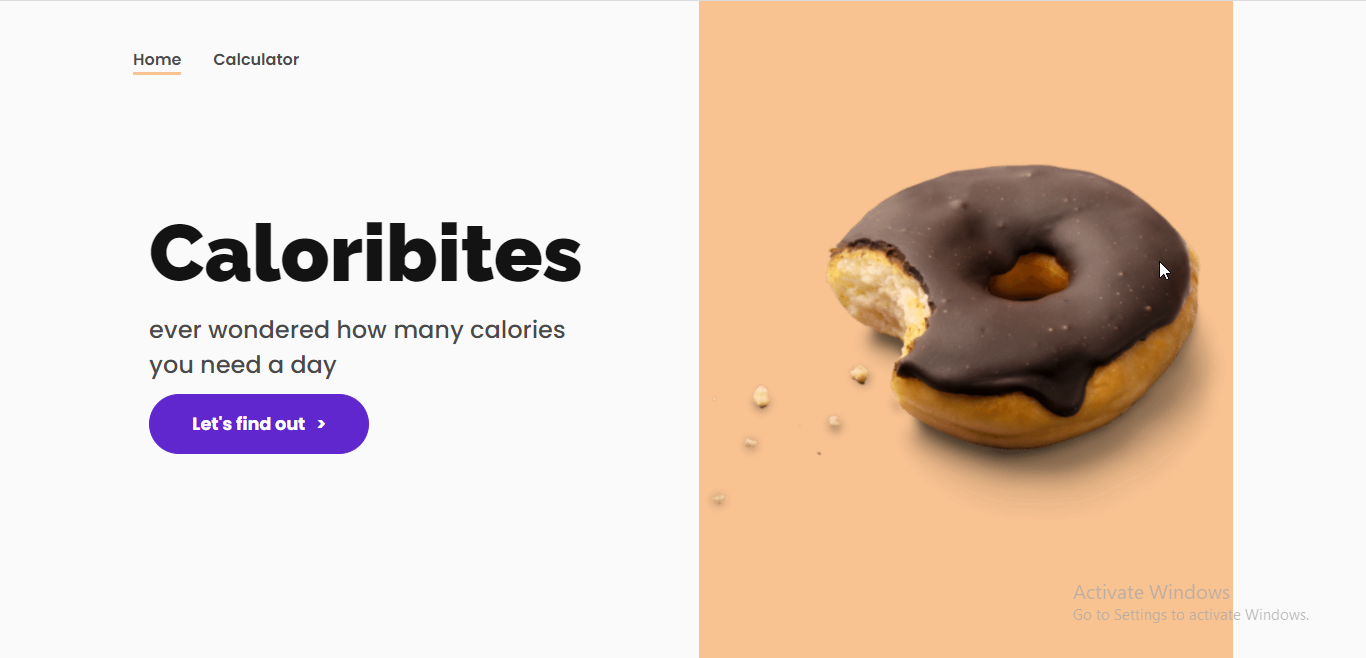 Home Calculator
Caloribites
ever wondered how many calories
you need a day
Let's find out >
Activate Windows
Go to Settings to activate Windows.